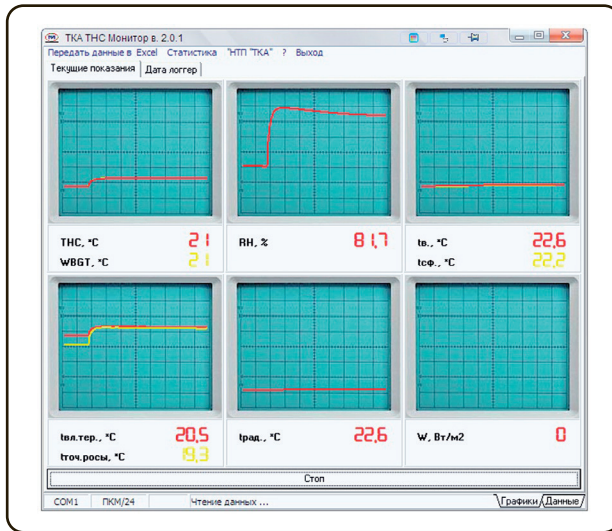 ТКА ТНС Монитор в. 2.0.1
Передать данные в Excel Статистика "НТП "ТКА" ? Выход
Текущие показания Дата логгер
ТНС, °С 21
WBGT, °С 21
RH, % 81,7
tв., °С 22,6
tсф., °С 22,2
tвл.тер., °С 20,5
tточ.росы, °С 19,3
tрад., °С 22,6
W, Вт/м2 0
Стоп
COM1 ПКМ/24 Чтение данных ... Графики Данные